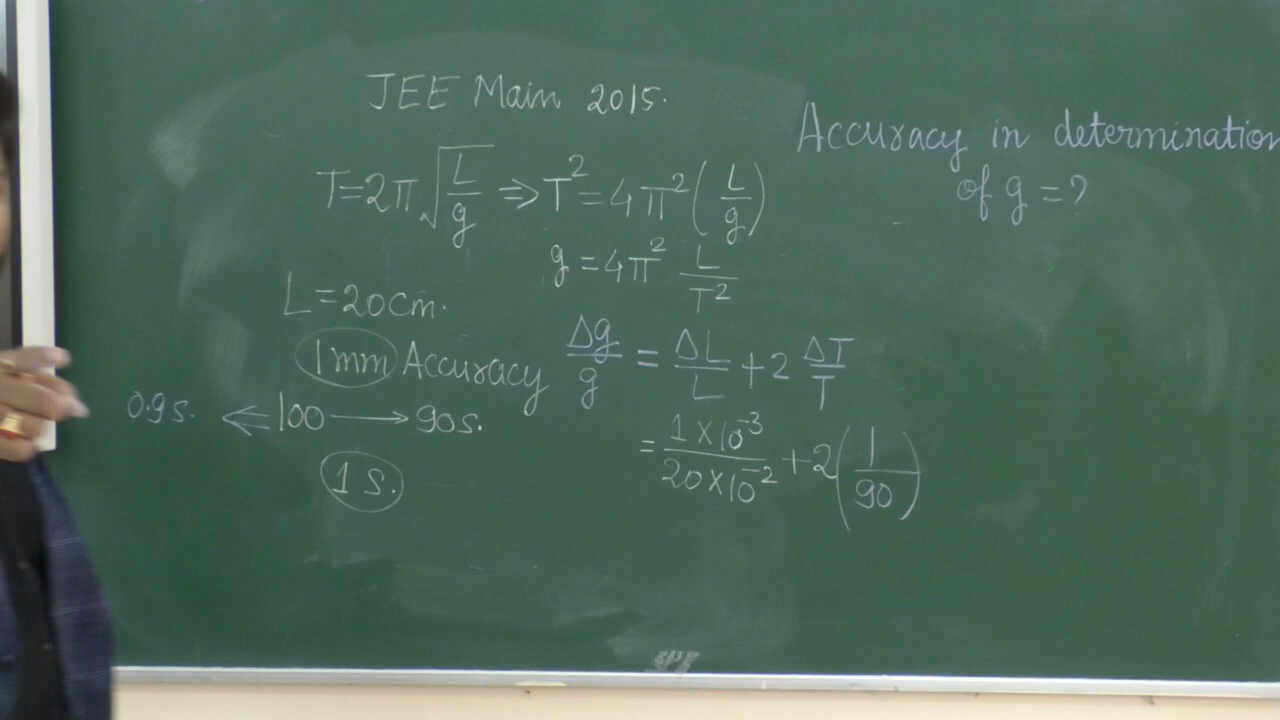 JEE Main 2015.
Accuracy in determination
of g = ?
T=2π√(L/g) ⇒ T² = 4π² (L/g)
g = 4π² L/T²
L = 20cm.
1mm Accuracy
Δg/g = ΔL/L + 2 ΔT/T
0.9s. ⇐ 100 → 90s.
= 1×10⁻³/20×10⁻² + 2(1/90)
1 s.